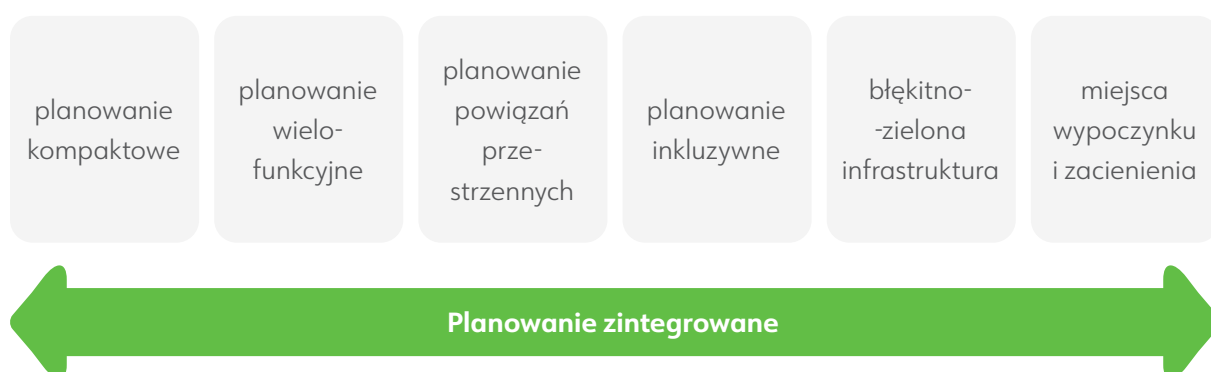 planowanie
kompaktowe
planowanie
wielo-
funkcyjne
planowanie
powiązań
prze-
strzennych
planowanie
inkluzywne
błękitno-
-zielona
infrastruktura
miejsca
wypoczynku
i zacienienia
Planowanie zintegrowane